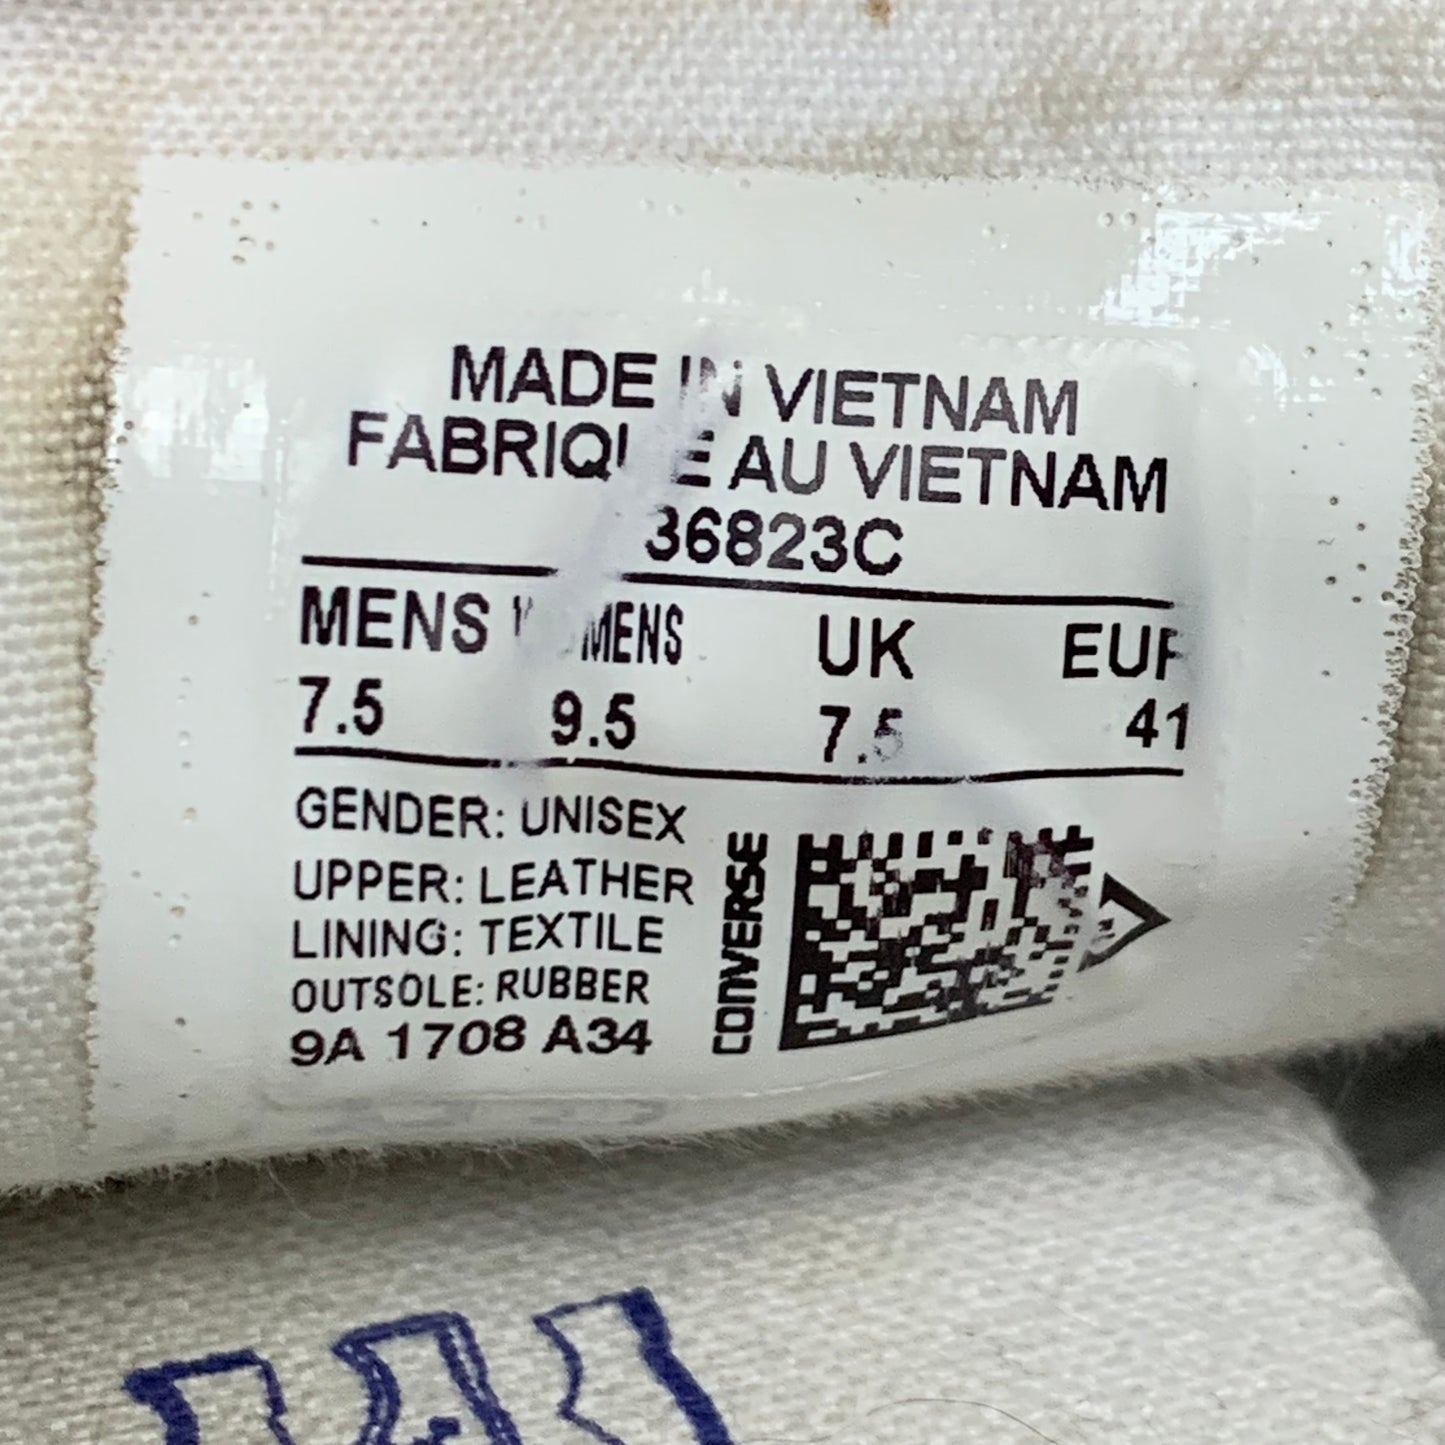 MADE IN VIETNAM
FABRIQUE AU VIETNAM
36823C
MENS WOMENS UK EUR
7.5 9.5 7.5 41
GENDER: UNISEX
UPPER: LEATHER
LINING: TEXTILE
OUTSOLE: RUBBER
9A 1708 A34
CONVERSE